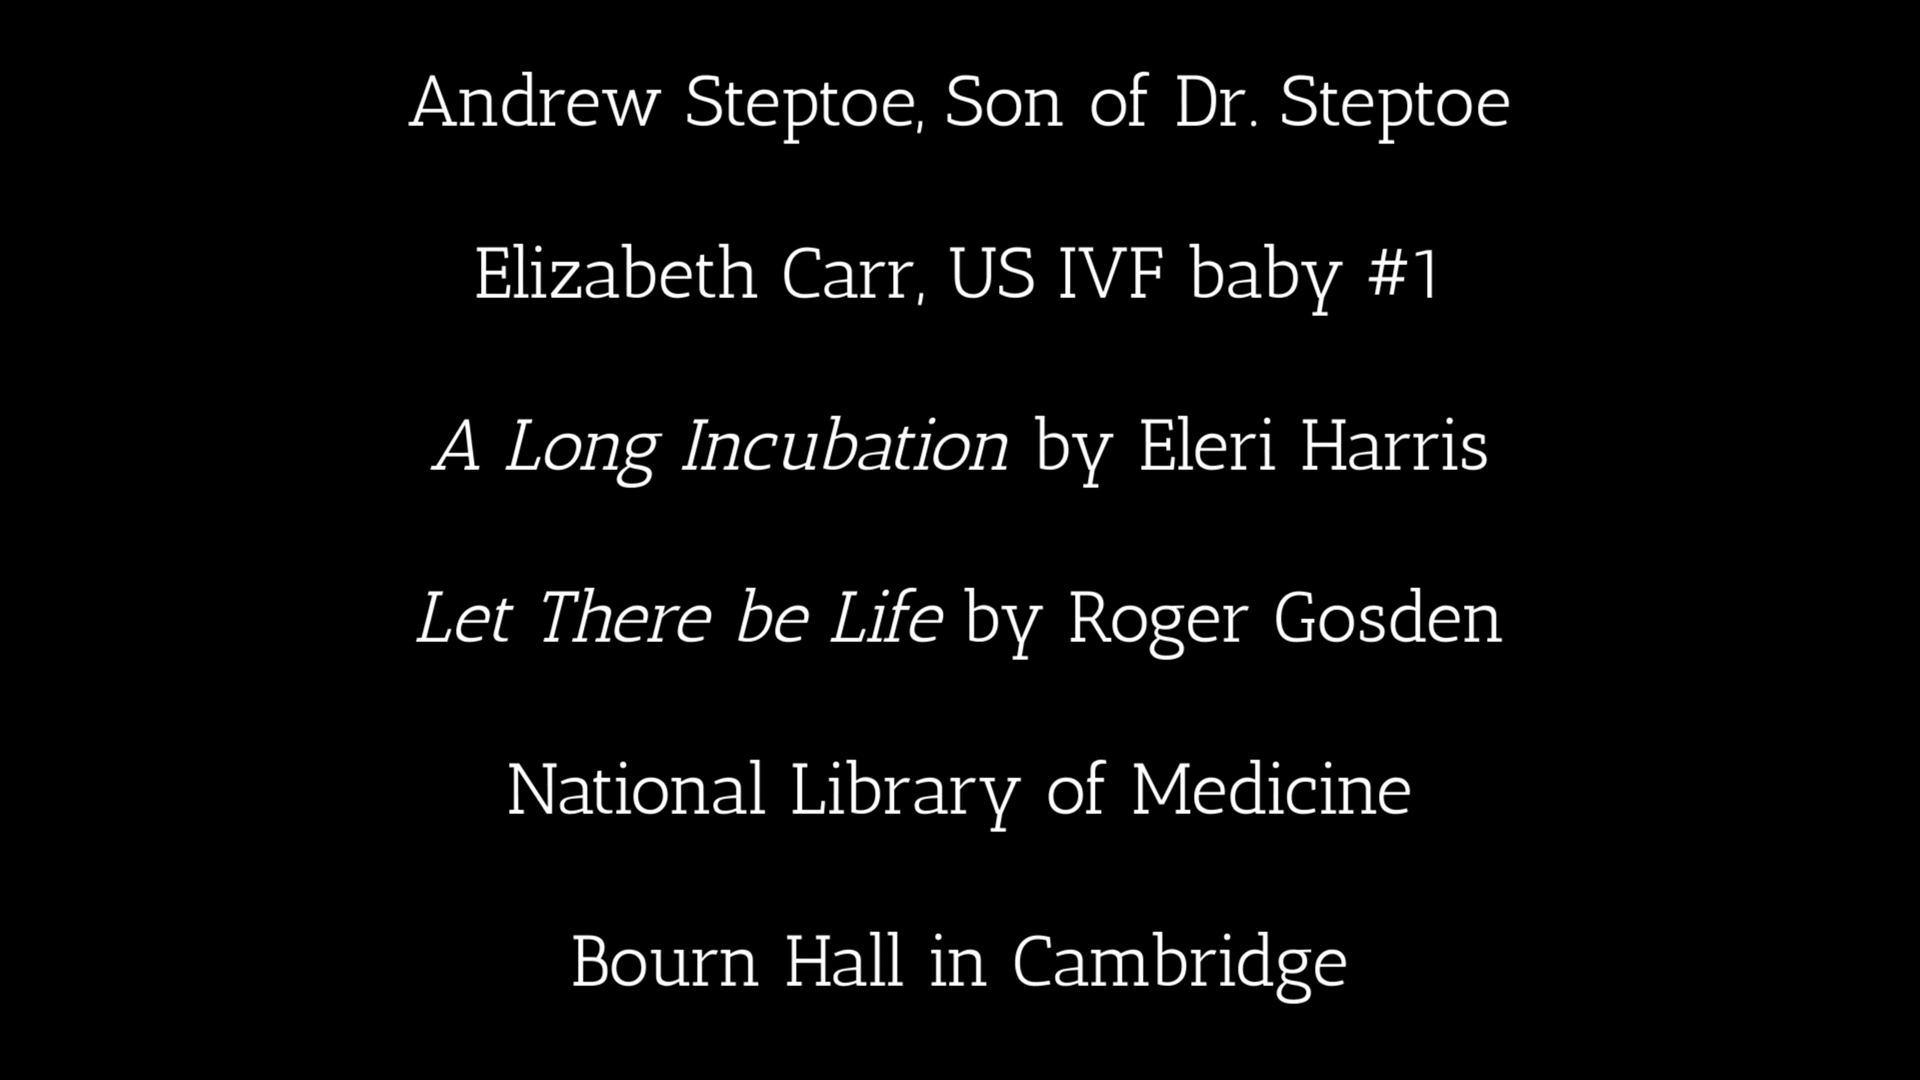 Andrew Steptoe, Son of Dr. Steptoe
Elizabeth Carr, US IVF baby #1
A Long Incubation by Eleri Harris
Let There be Life by Roger Gosden
National Library of Medicine
Bourn Hall in Cambridge